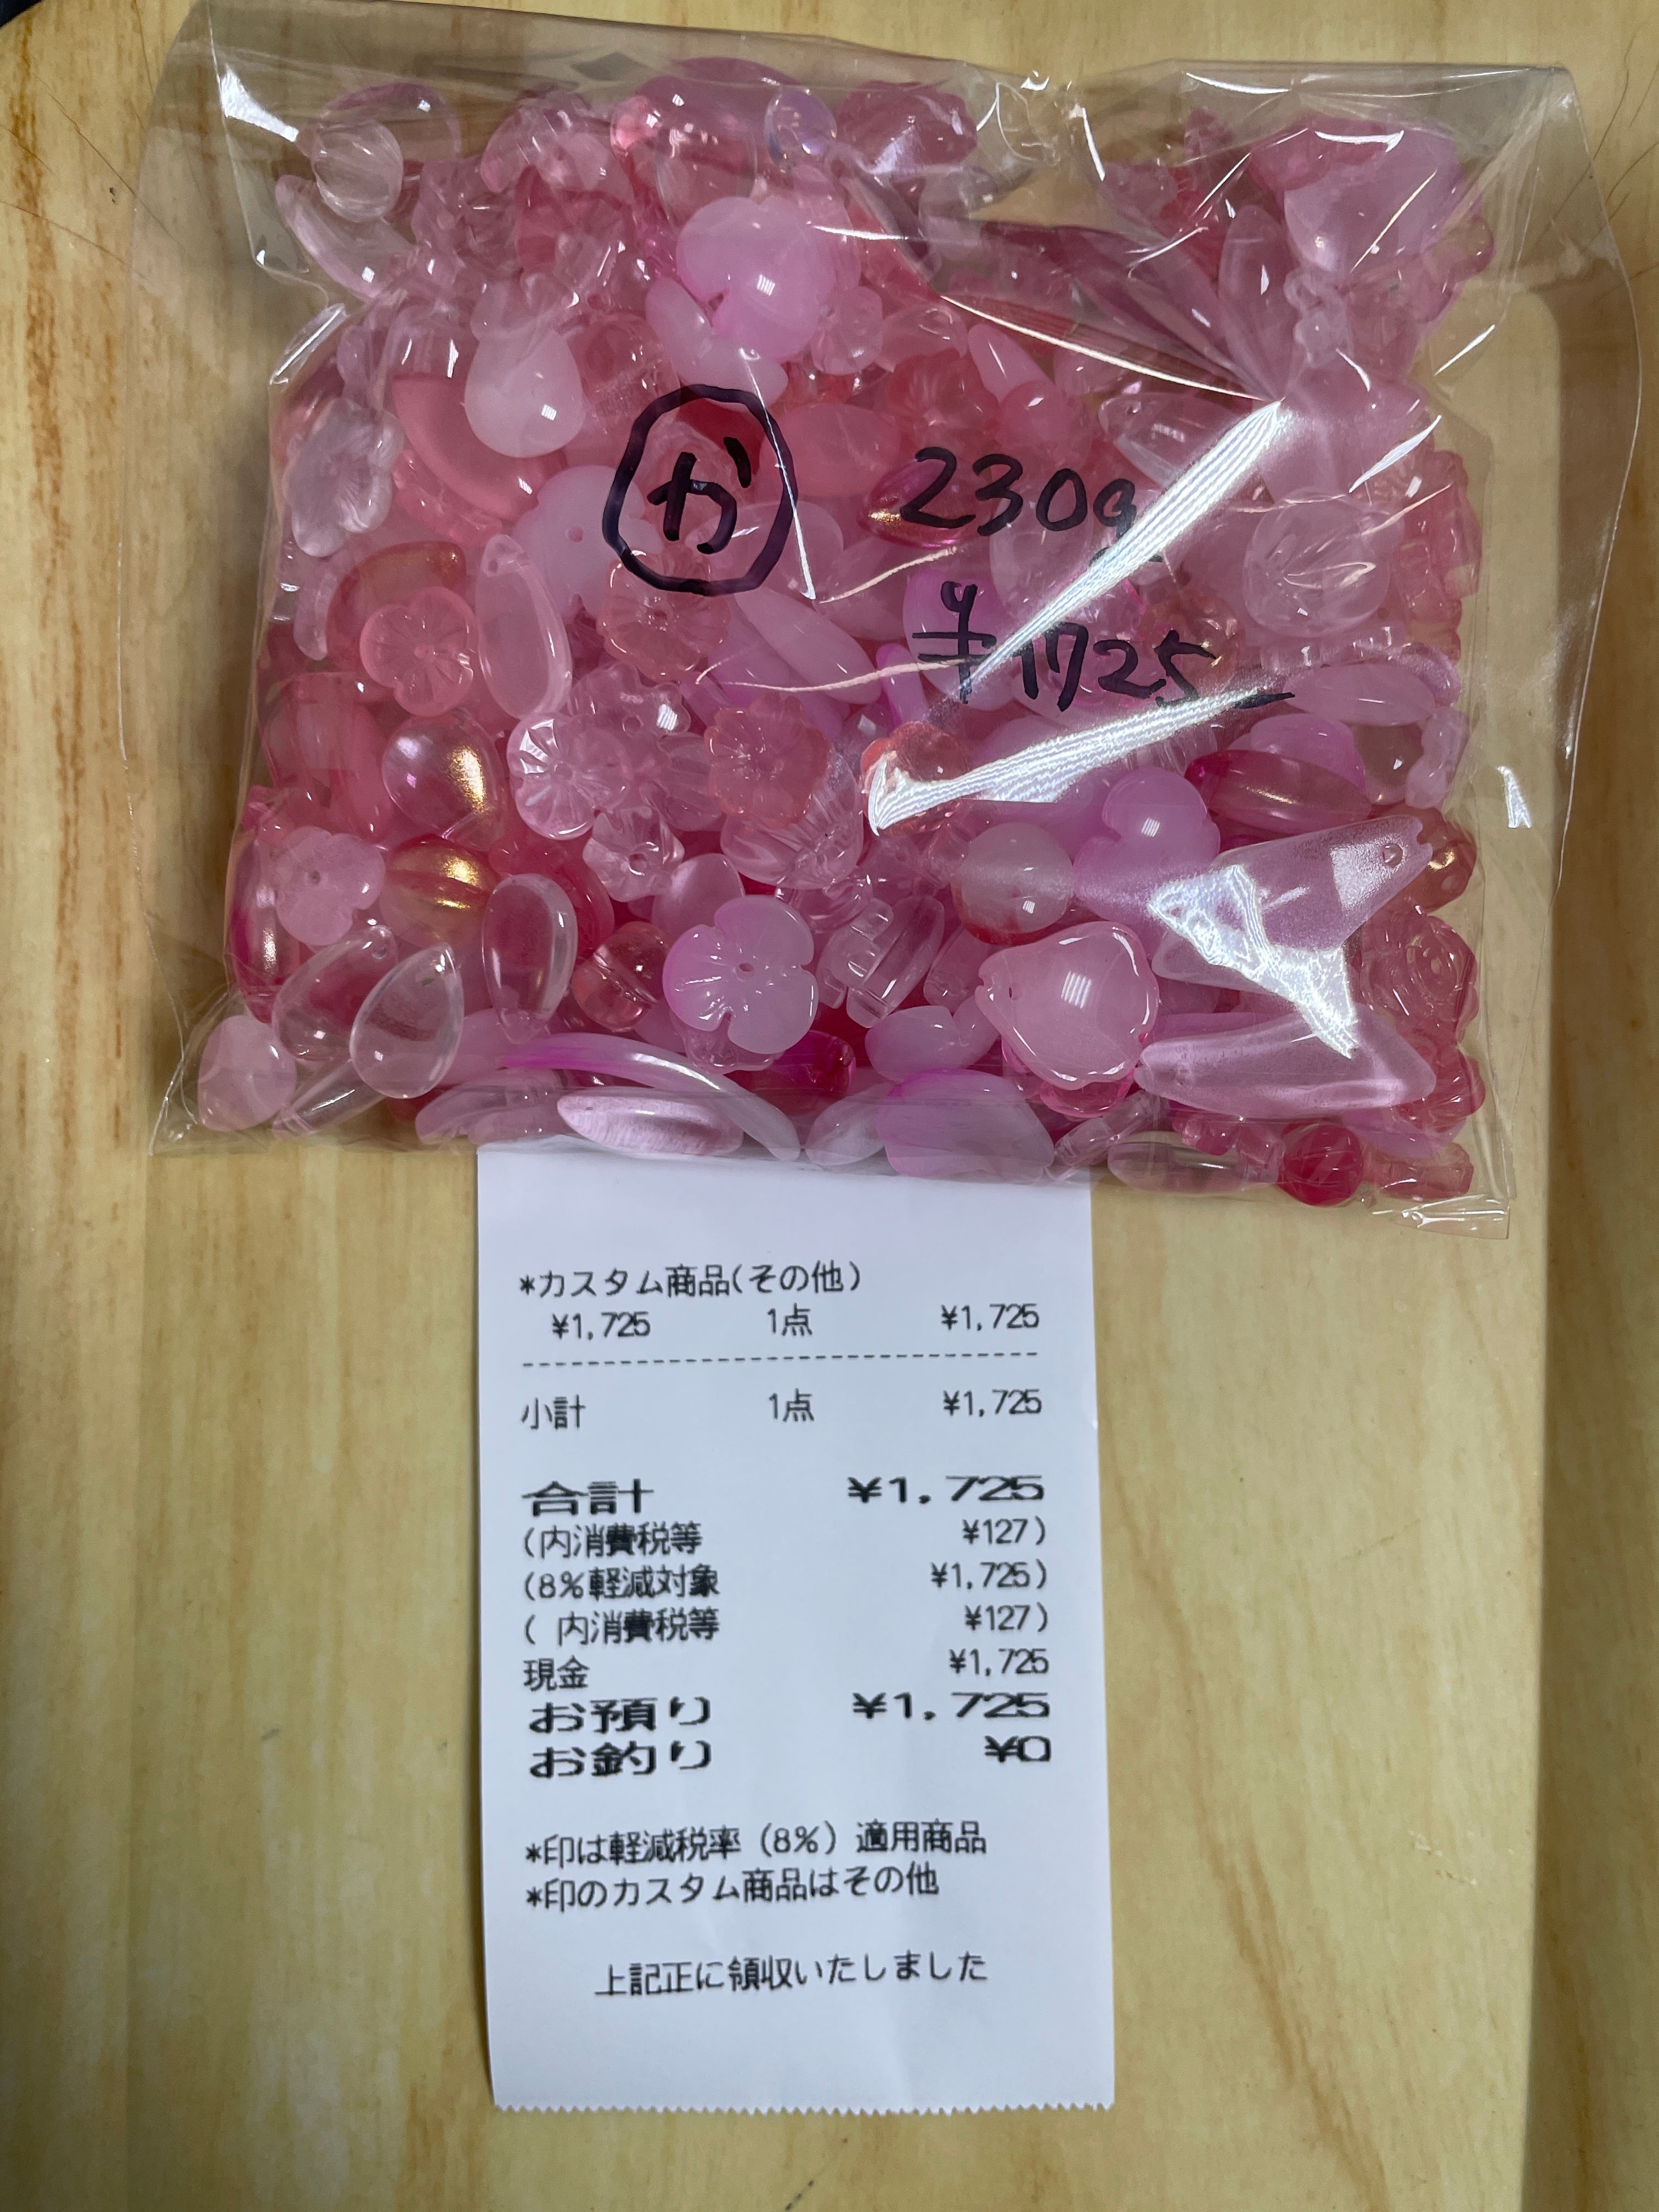 か 230g
¥1725
*カスタム商品(その他)
¥1,725 1点 ¥1,725
小計 1点 ¥1,725
合計 ¥1,725
(内消費税等 ¥127)
(8%軽減対象 ¥1,725)
( 内消費税等 ¥127)
現金 ¥1,725
お預り ¥1,725
お釣り ¥0
*印は軽減税率(8%)適用商品
*印のカスタム商品はその他
上記正に領収いたしました